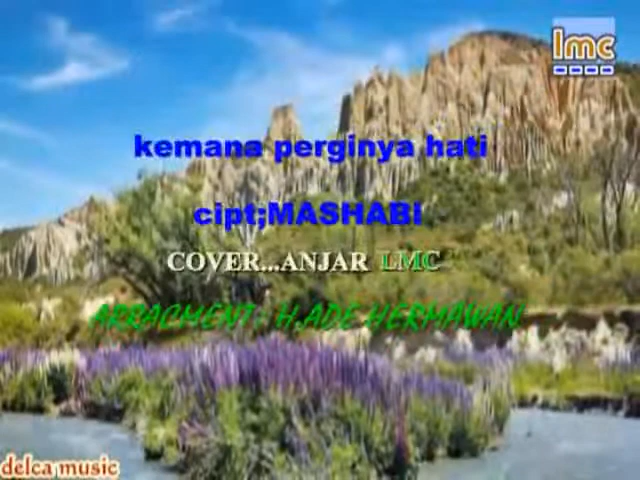 lmc
kemana perginya hati
cipt;MASHABI
COVER...ANJAR LMC
ARRACMENT. H.ADE HERMAWAN
delca music